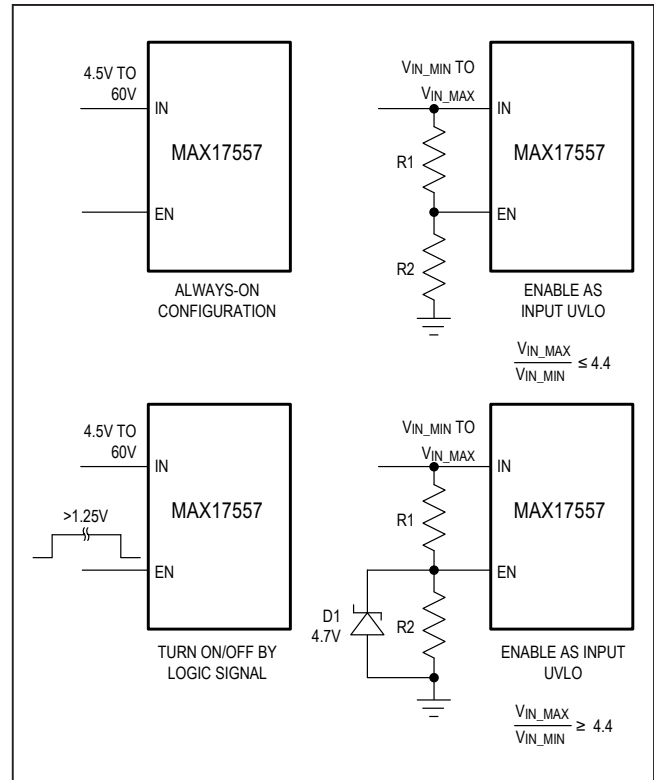 4.5V TO
60V
IN
MAX17557
EN
ALWAYS-ON
CONFIGURATION
VIN_MIN TO
VIN_MAX
IN
R1
MAX17557
EN
R2
ENABLE AS
INPUT UVLO
VIN_MAX
VIN_MIN ≤ 4.4
4.5V TO
60V
IN
MAX17557
>1.25V
EN
TURN ON/OFF BY
LOGIC SIGNAL
VIN_MIN TO
VIN_MAX
IN
R1
MAX17557
EN
D1
4.7V
R2
ENABLE AS INPUT
UVLO
VIN_MAX
VIN_MIN ≥ 4.4